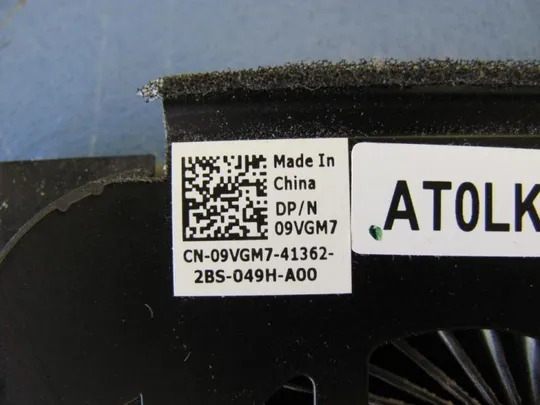 Made In
China
DP/N
09VGM7
CN-09VGM7-41362-
2BS-049H-A00
AT0LK